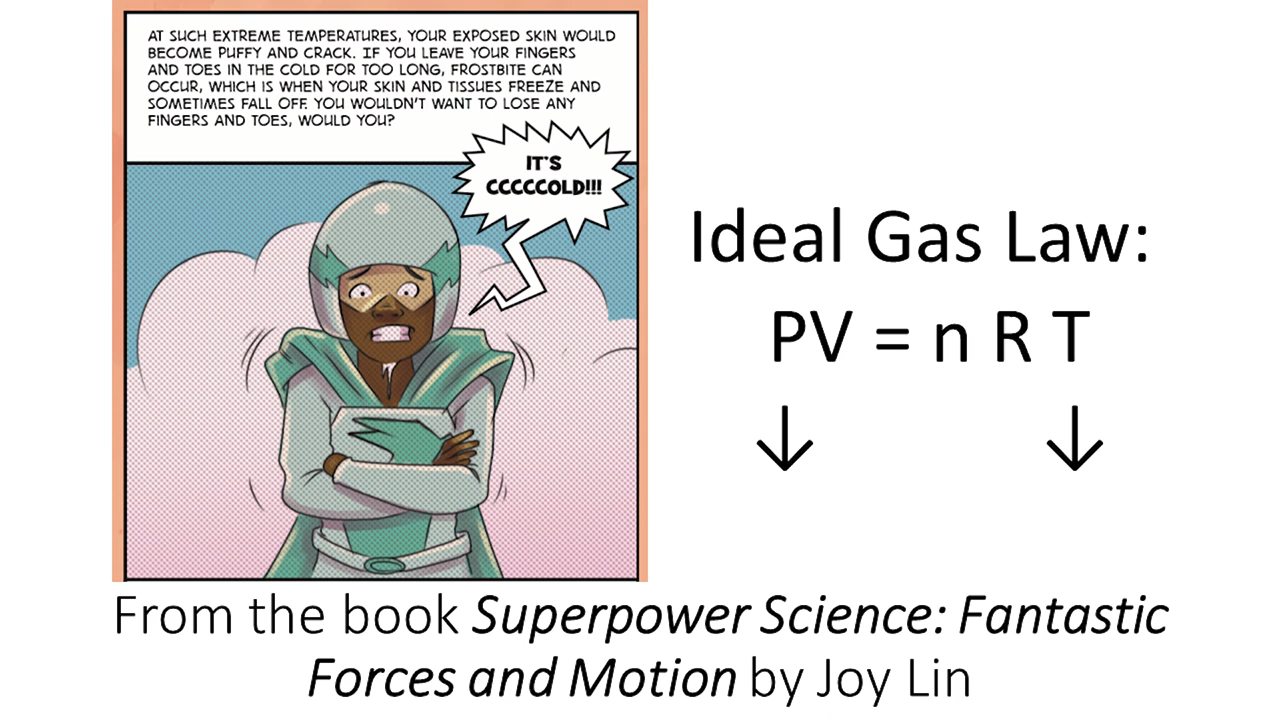 AT SUCH EXTREME TEMPERATURES, YOUR EXPOSED SKIN WOULD
BECOME PUFFY AND CRACK. IF YOU LEAVE YOUR FINGERS
AND TOES IN THE COLD FOR TOO LONG, FROSTBITE CAN
OCCUR, WHICH IS WHEN YOUR SKIN AND TISSUES FREEZE AND
SOMETIMES FALL OFF. YOU WOULDN'T WANT TO LOSE ANY
FINGERS AND TOES, WOULD YOU?
IT'S
CCCCCOLD!!!
Ideal Gas Law:
PV = n R T
↓ ↓
From the book Superpower Science: Fantastic
Forces and Motion by Joy Lin